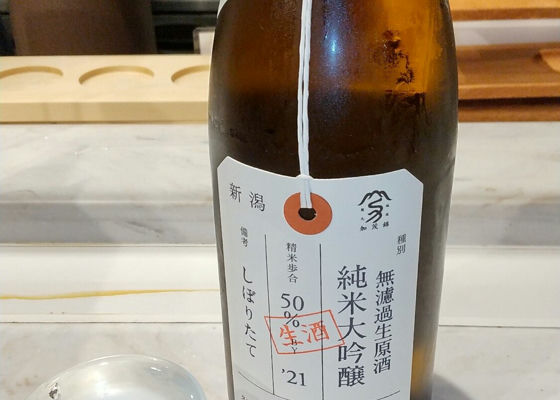 新潟
加茂錦
種別
無濾過生原酒
純米大吟醸
精米歩合
50%
BY
'21
生酒
備考
しぼりたて